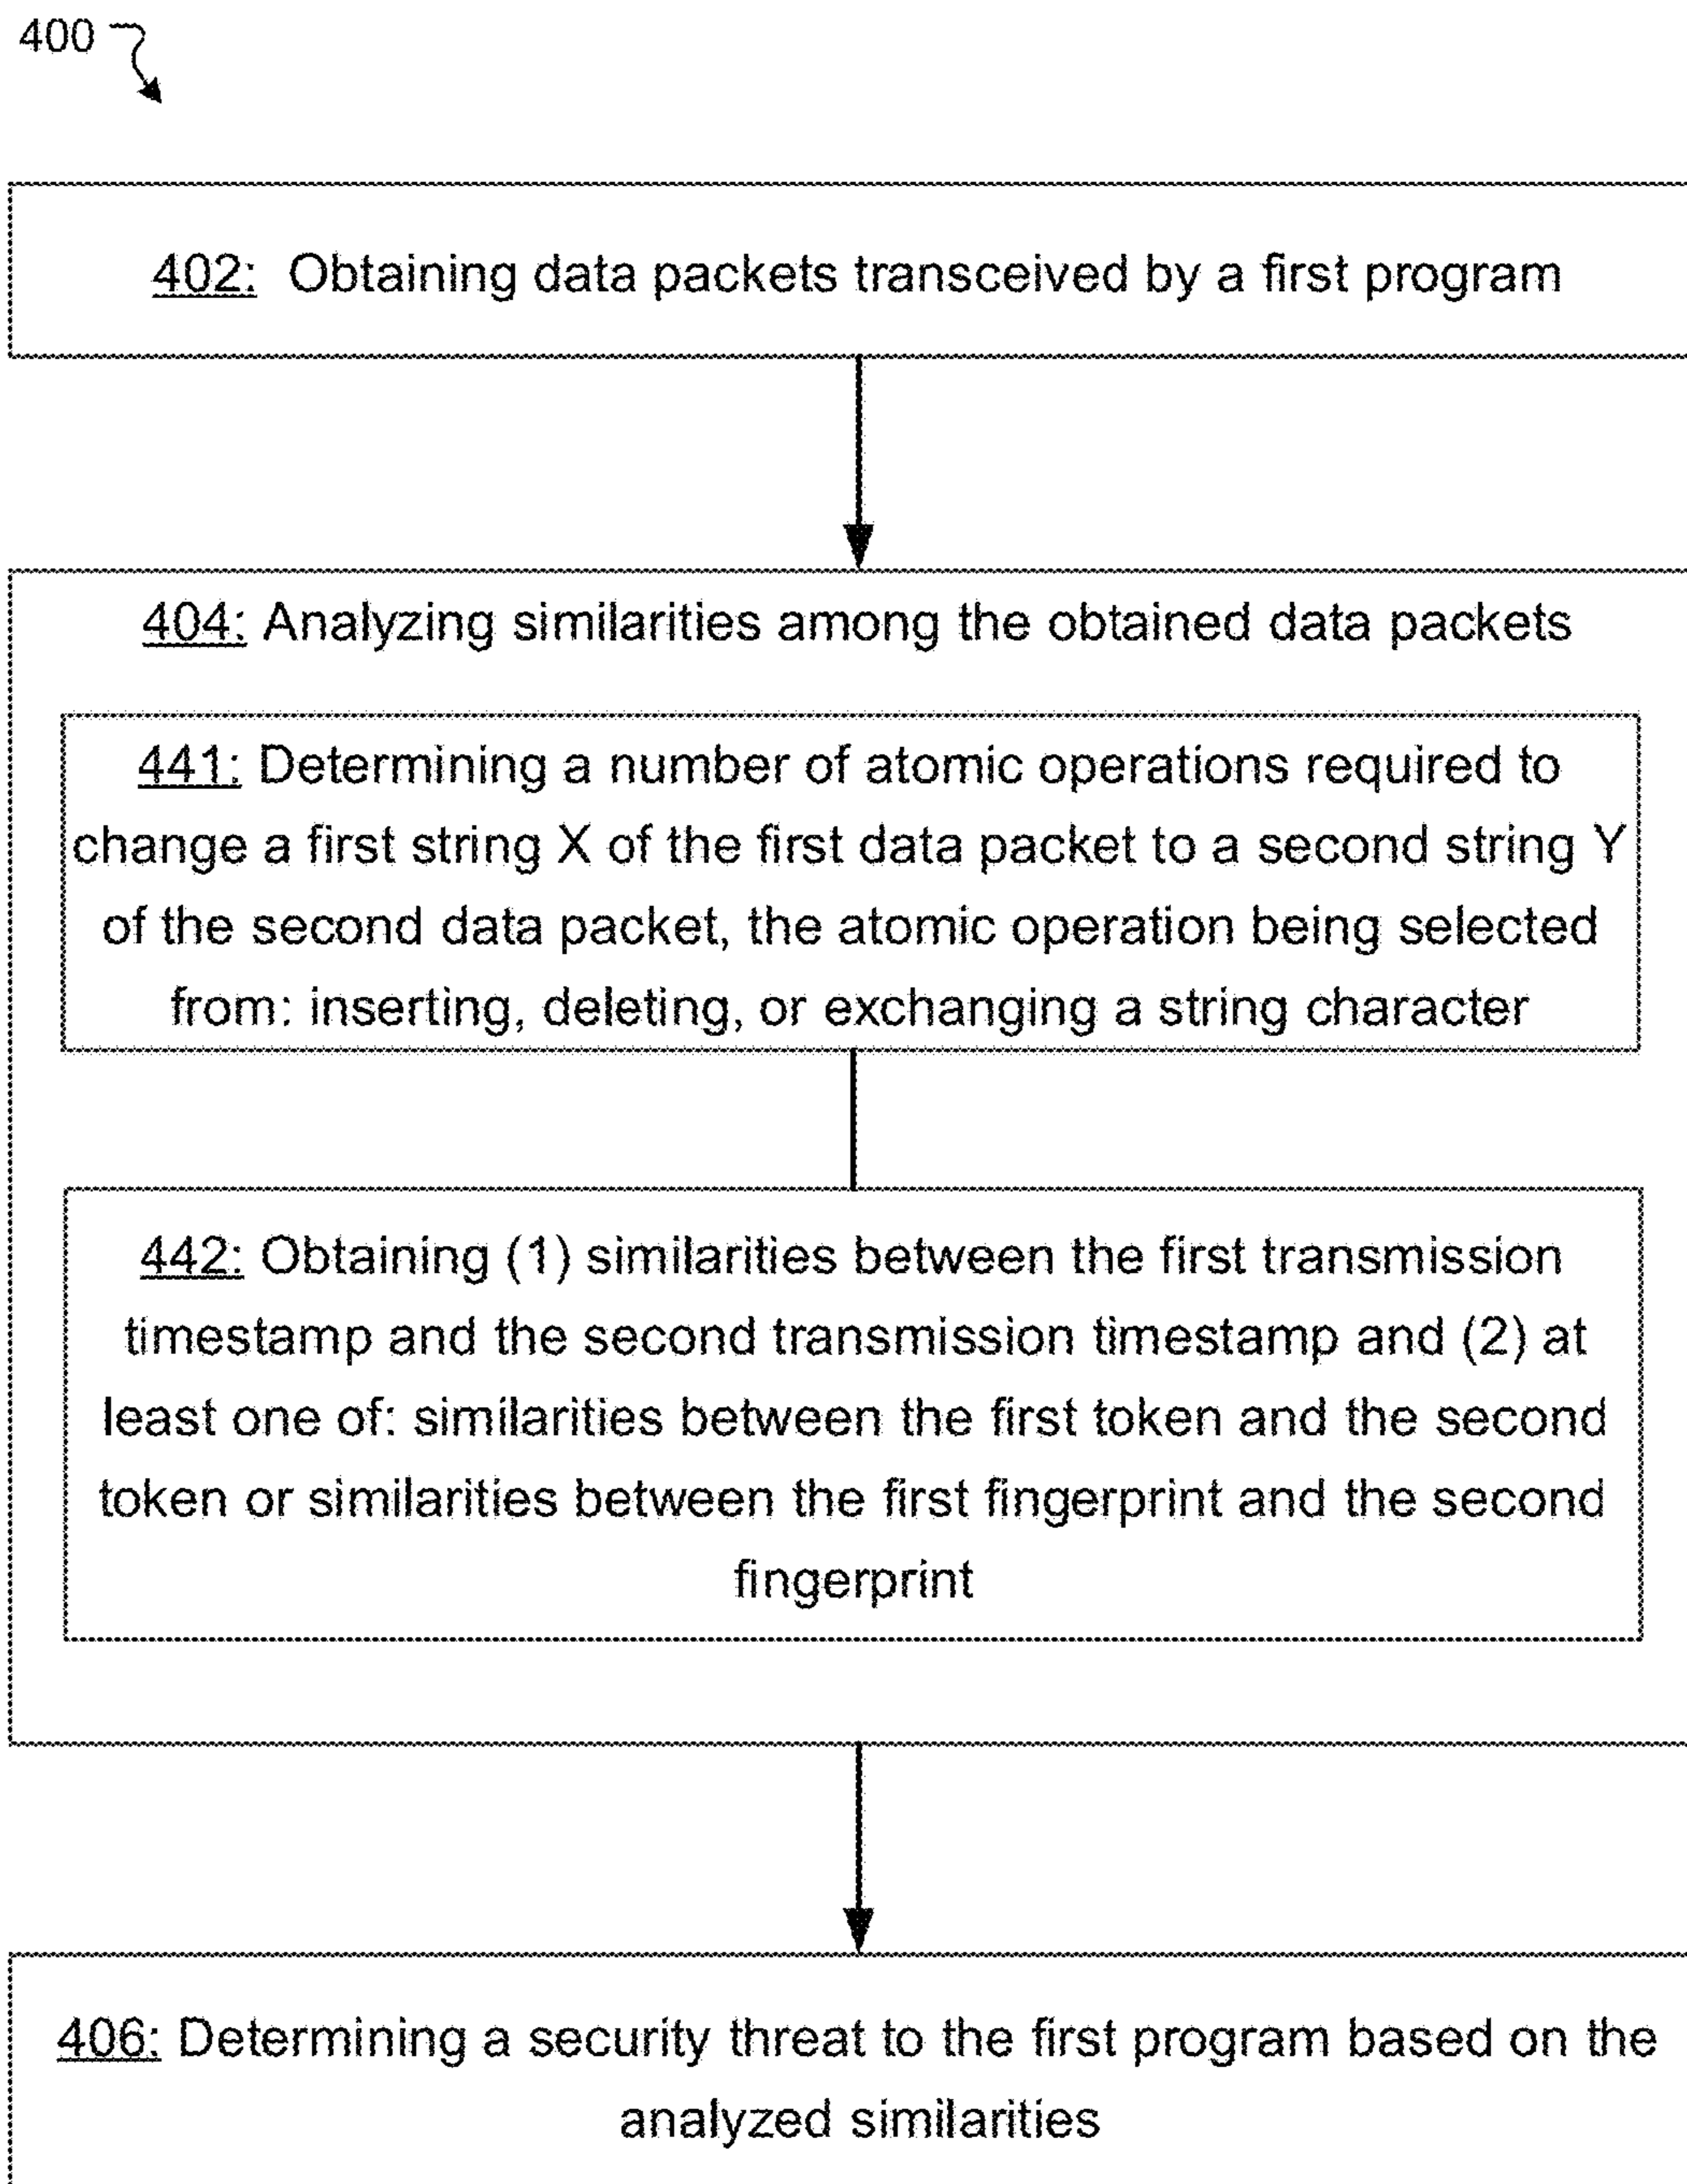 400
402: Obtaining data packets transceived by a first program
404: Analyzing similarities among the obtained data packets
441: Determining a number of atomic operations required to
change a first string X of the first data packet to a second string Y
of the second data packet, the atomic operation being selected
from: inserting, deleting, or exchanging a string character
442: Obtaining (1) similarities between the first transmission
timestamp and the second transmission timestamp and (2) at
least one of: similarities between the first token and the second
token or similarities between the first fingerprint and the second
fingerprint
406: Determining a security threat to the first program based on the
analyzed similarities